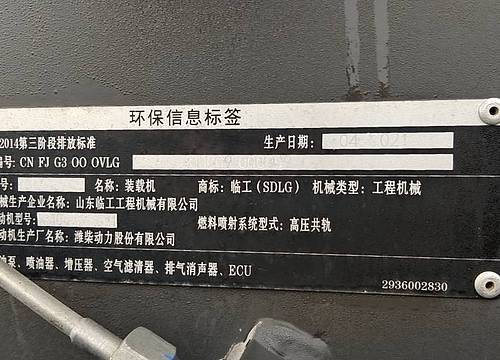 环保信息标签
2014第三阶段排放标准 生产日期:
号: CN FJ G3 00 0VLG
号: 名称: 装载机 商标: 临工(SDLG) 机械类型: 工程机械
械生产企业名称: 山东临工工程机械有限公司
动机型号: 燃料喷射系统型式: 高压共轨
动机生产厂名称: 潍柴动力股份有限公司
油泵、喷油器、增压器、空气滤清器、排气消声器、ECU
2936002830